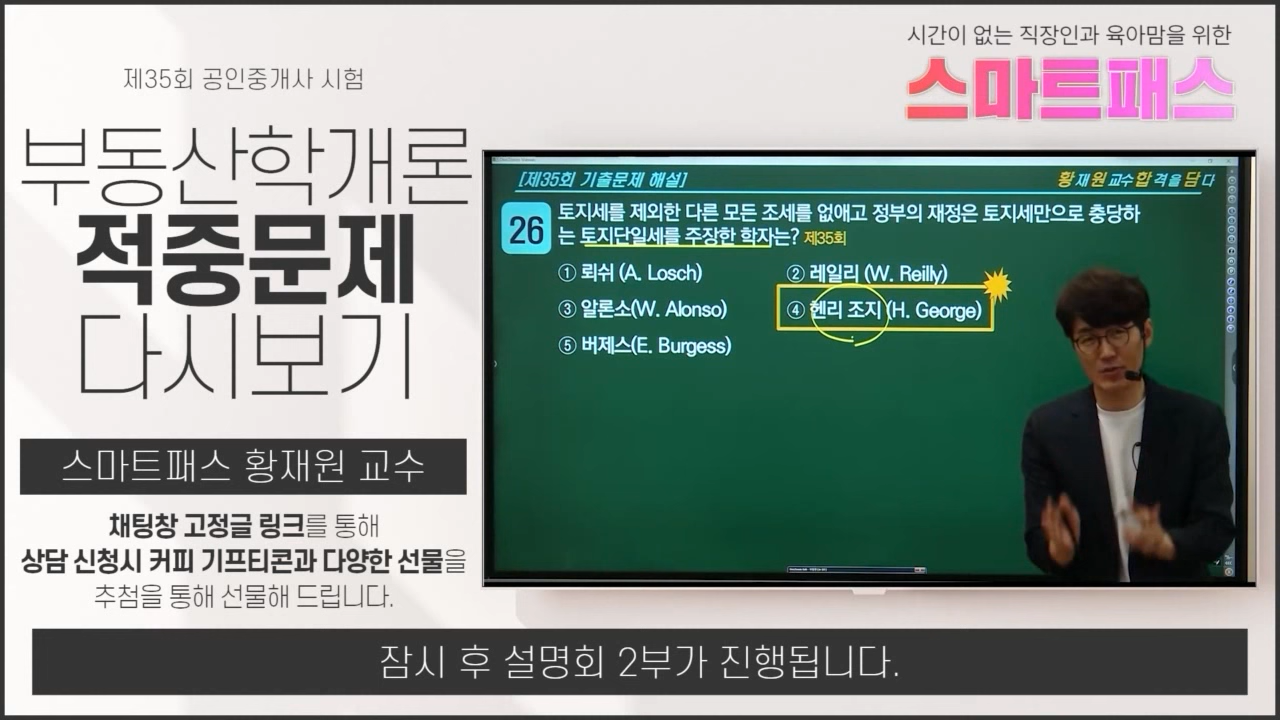 제35회 공인중개사 시험
부동산학개론
적중문제
다시보기
스마트패스 황재원 교수
채팅창 고정글 링크를 통해
상담 신청시 커피 기프티콘과 다양한 선물을
추첨을 통해 선물해 드립니다.
시간이 없는 직장인과 육아맘을 위한
스마트패스
[제35회 기출문제 해설]
황재원교수합격을담다
26
토지세를 제외한 다른 모든 조세를 없애고 정부의 재정은 토지세만으로 충당하
는 토지단일세를 주장한 학자는? 제35회
① 뢰쉬 (A. Losch)
② 레일리 (W. Reilly)
③ 알론소(W. Alonso)
④ 헨리 조지 (H. George)
⑤ 버제스(E. Burgess)
잠시 후 설명회 2부가 진행됩니다.